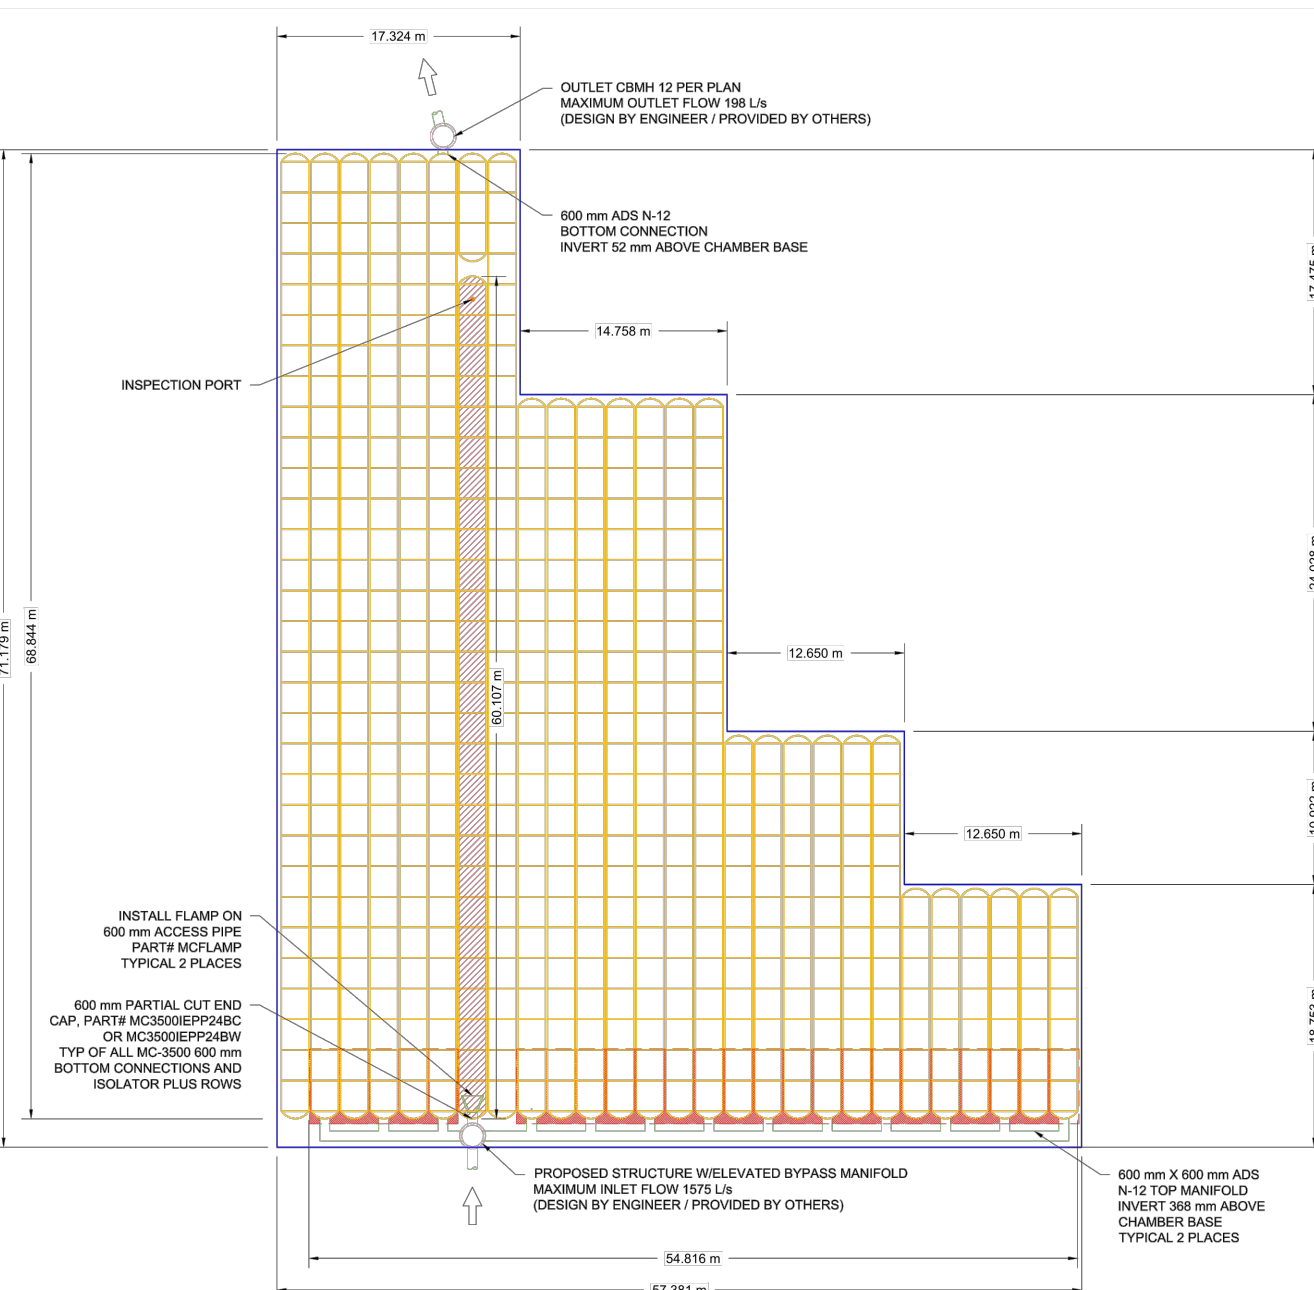 17.324 m
OUTLET CBMH 12 PER PLAN
MAXIMUM OUTLET FLOW 198 L/s
(DESIGN BY ENGINEER / PROVIDED BY OTHERS)
600 mm ADS N-12
BOTTOM CONNECTION
INVERT 52 mm ABOVE CHAMBER BASE
17.475 m
14.758 m
INSPECTION PORT
12.650 m
71.179 m
68.844 m
60.107 m
12.650 m
INSTALL FLAMP ON
600 mm ACCESS PIPE
PART# MCFLAMP
TYPICAL 2 PLACES
600 mm PARTIAL CUT END
CAP, PART# MC3500IEPP24BC
OR MC3500IEPP24BW
TYP OF ALL MC-3500 600 mm
BOTTOM CONNECTIONS AND
ISOLATOR PLUS ROWS
PROPOSED STRUCTURE W/ELEVATED BYPASS MANIFOLD
MAXIMUM INLET FLOW 1575 L/s
(DESIGN BY ENGINEER / PROVIDED BY OTHERS)
600 mm X 600 mm ADS
N-12 TOP MANIFOLD
INVERT 368 mm ABOVE
CHAMBER BASE
TYPICAL 2 PLACES
54.816 m
57.381 m